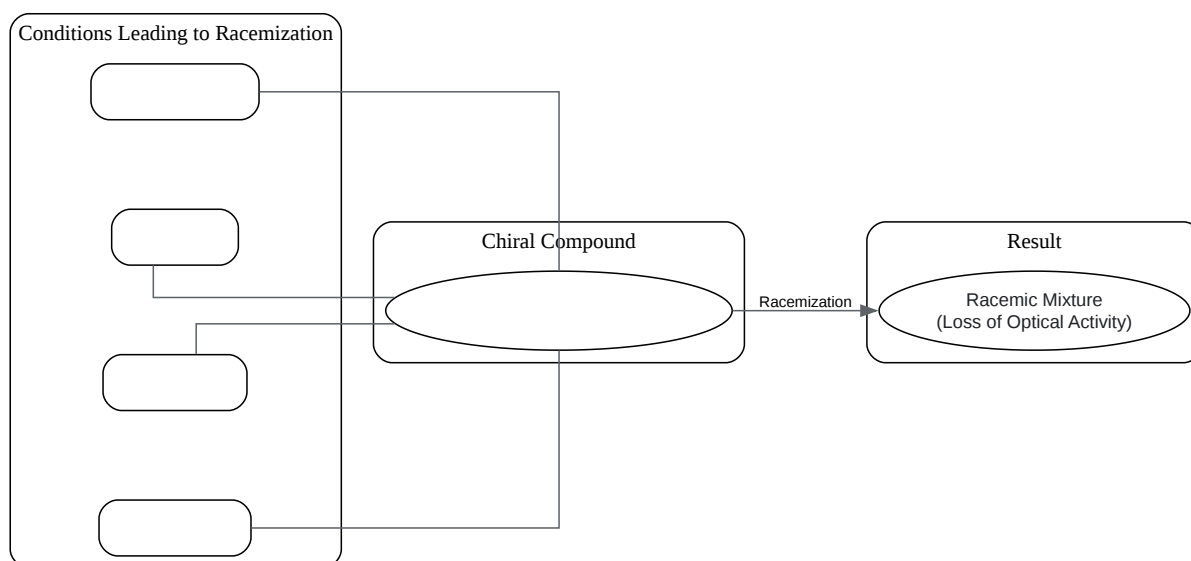 Conditions Leading to Racemization
Chiral Compound
Racemization
Result
Racemic Mixture
(Loss of Optical Activity)